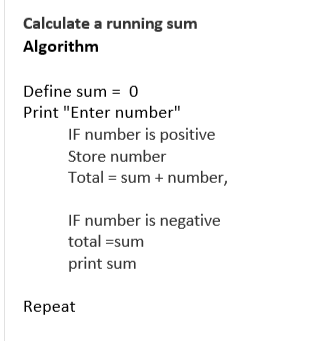 Calculate a running sum
Algorithm
Define sum = 0
Print "Enter number"
IF number is positive
Store number
Total = sum + number,
IF number is negative
total =sum
print sum
Repeat